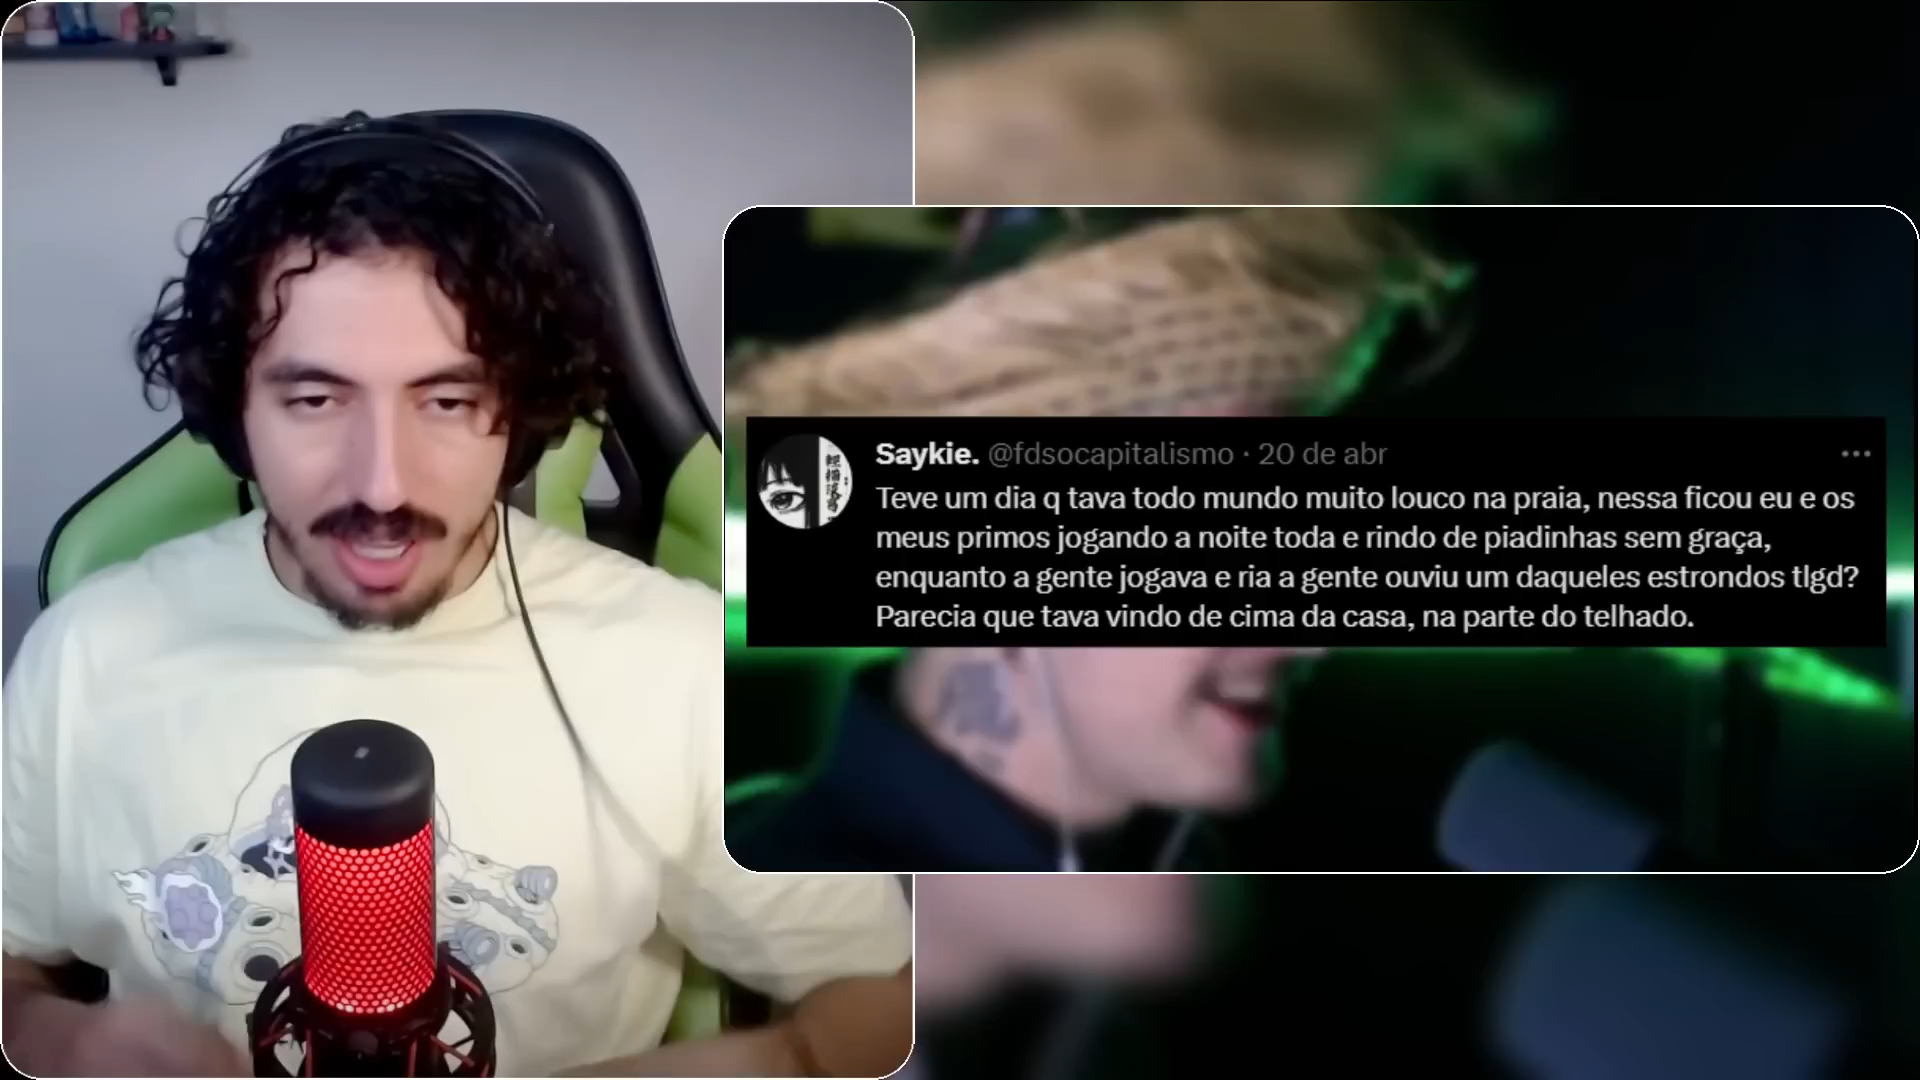 Saykie. @fdsocapitalismo · 20 de abr
Teve um dia q tava todo mundo muito louco na praia, nessa ficou eu e os
meus primos jogando a noite toda e rindo de piadinhas sem graça,
enquanto a gente jogava e ria a gente ouviu um daqueles estrondos tlgd?
Parecia que tava vindo de cima da casa, na parte do telhado.